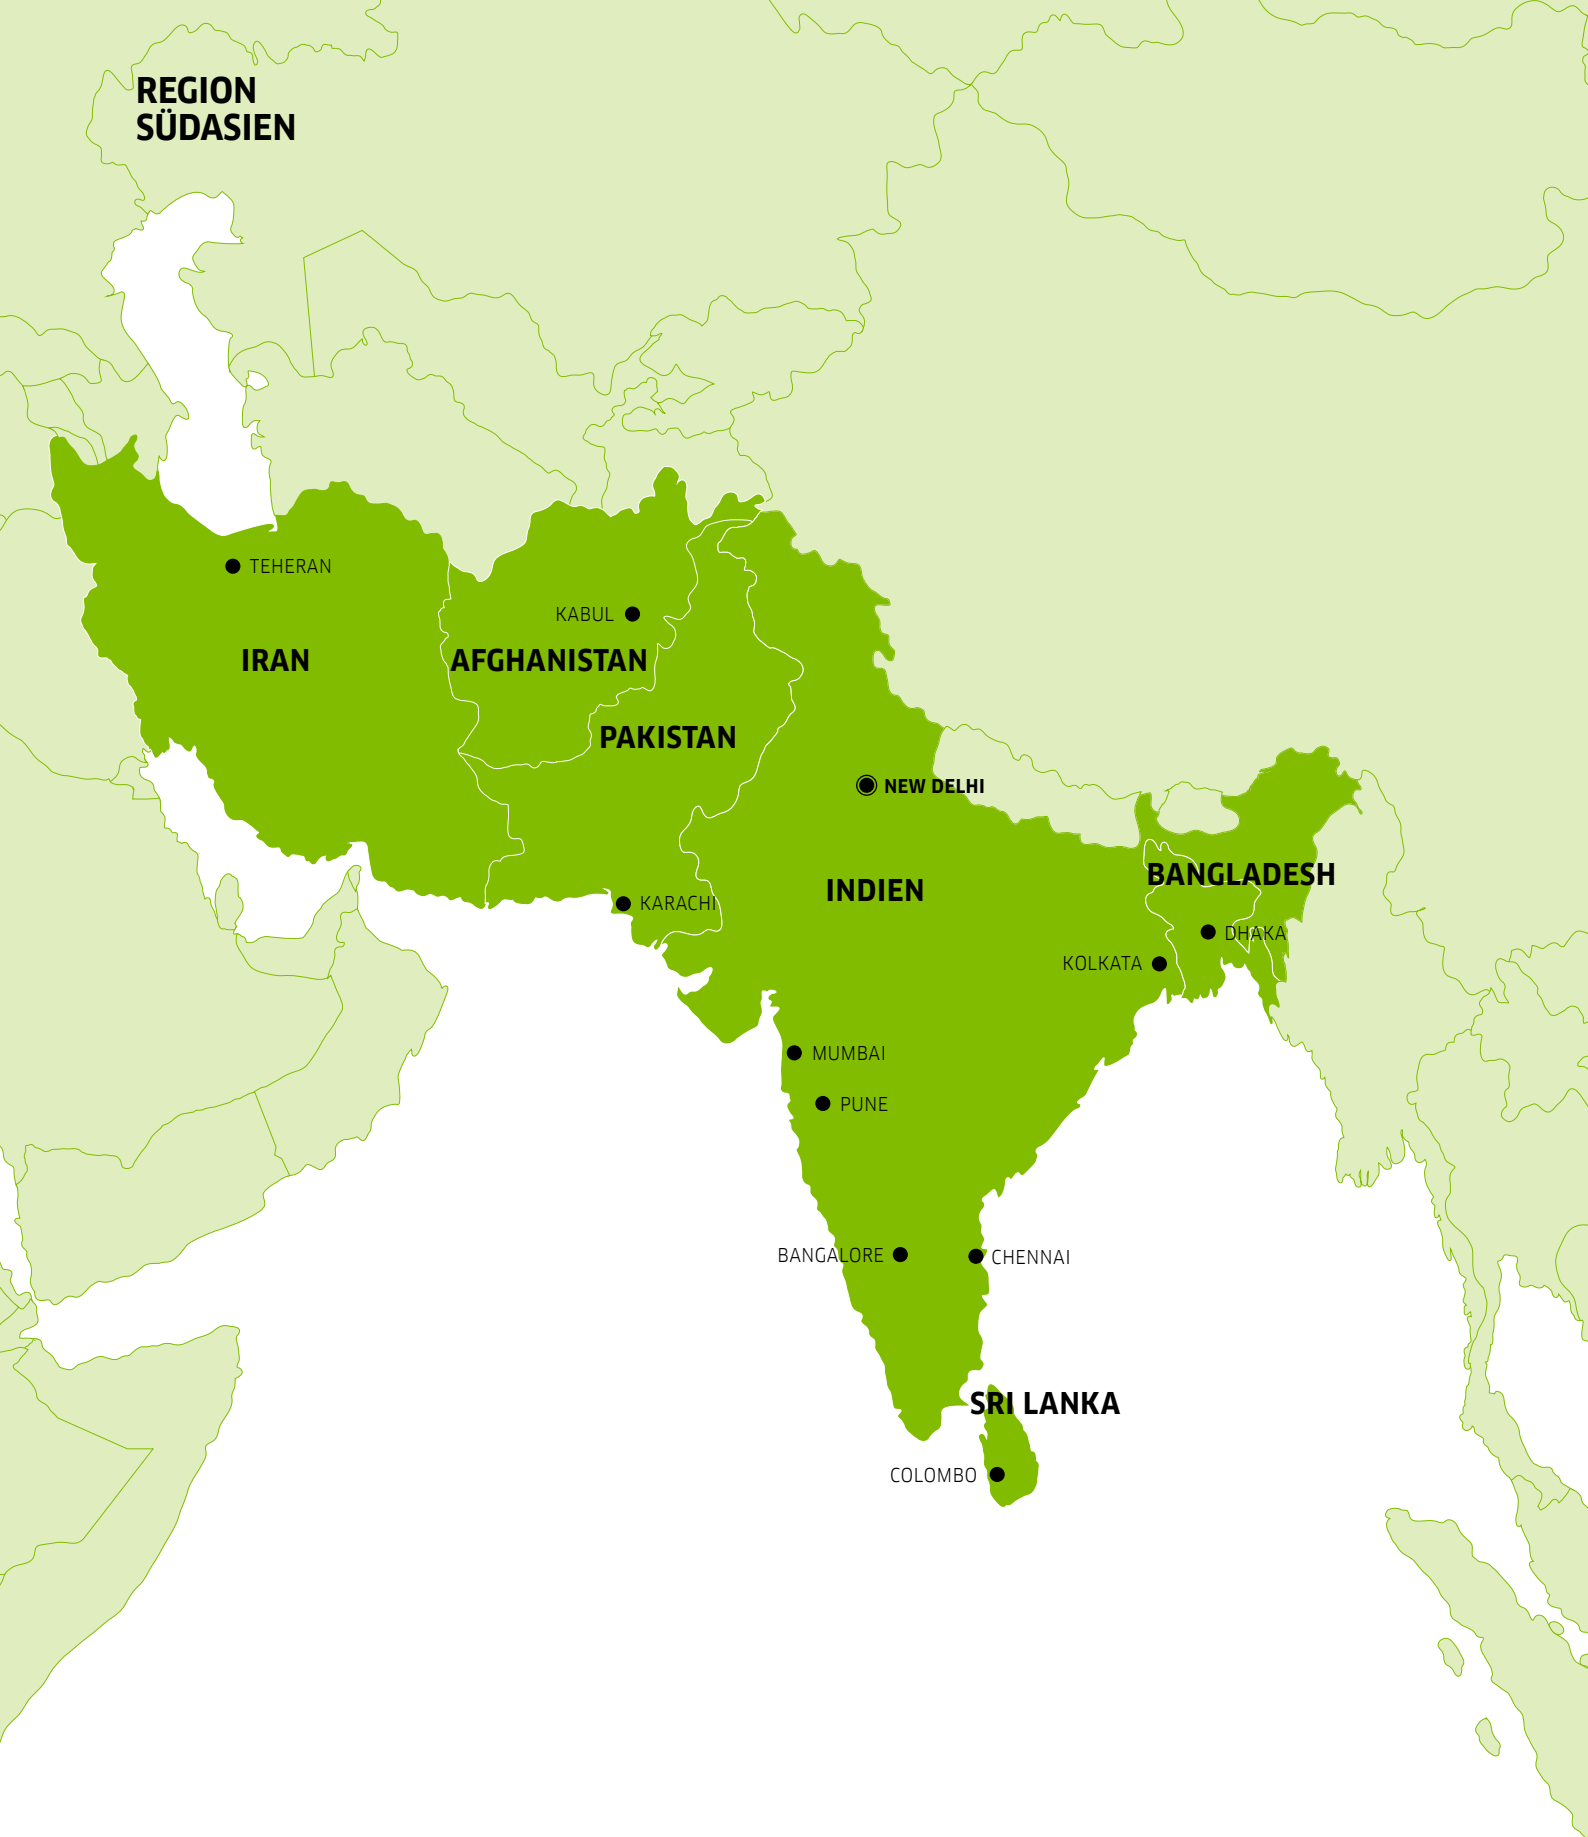 REGION
SÜDASIEN
TEHERAN
KABUL
IRAN
AFGHANISTAN
PAKISTAN
NEW DELHI
BANGLADESH
INDIEN
KARACHI
DHAKA
KOLKATA
MUMBAI
PUNE
BANGALORE
CHENNAI
SRI LANKA
COLOMBO